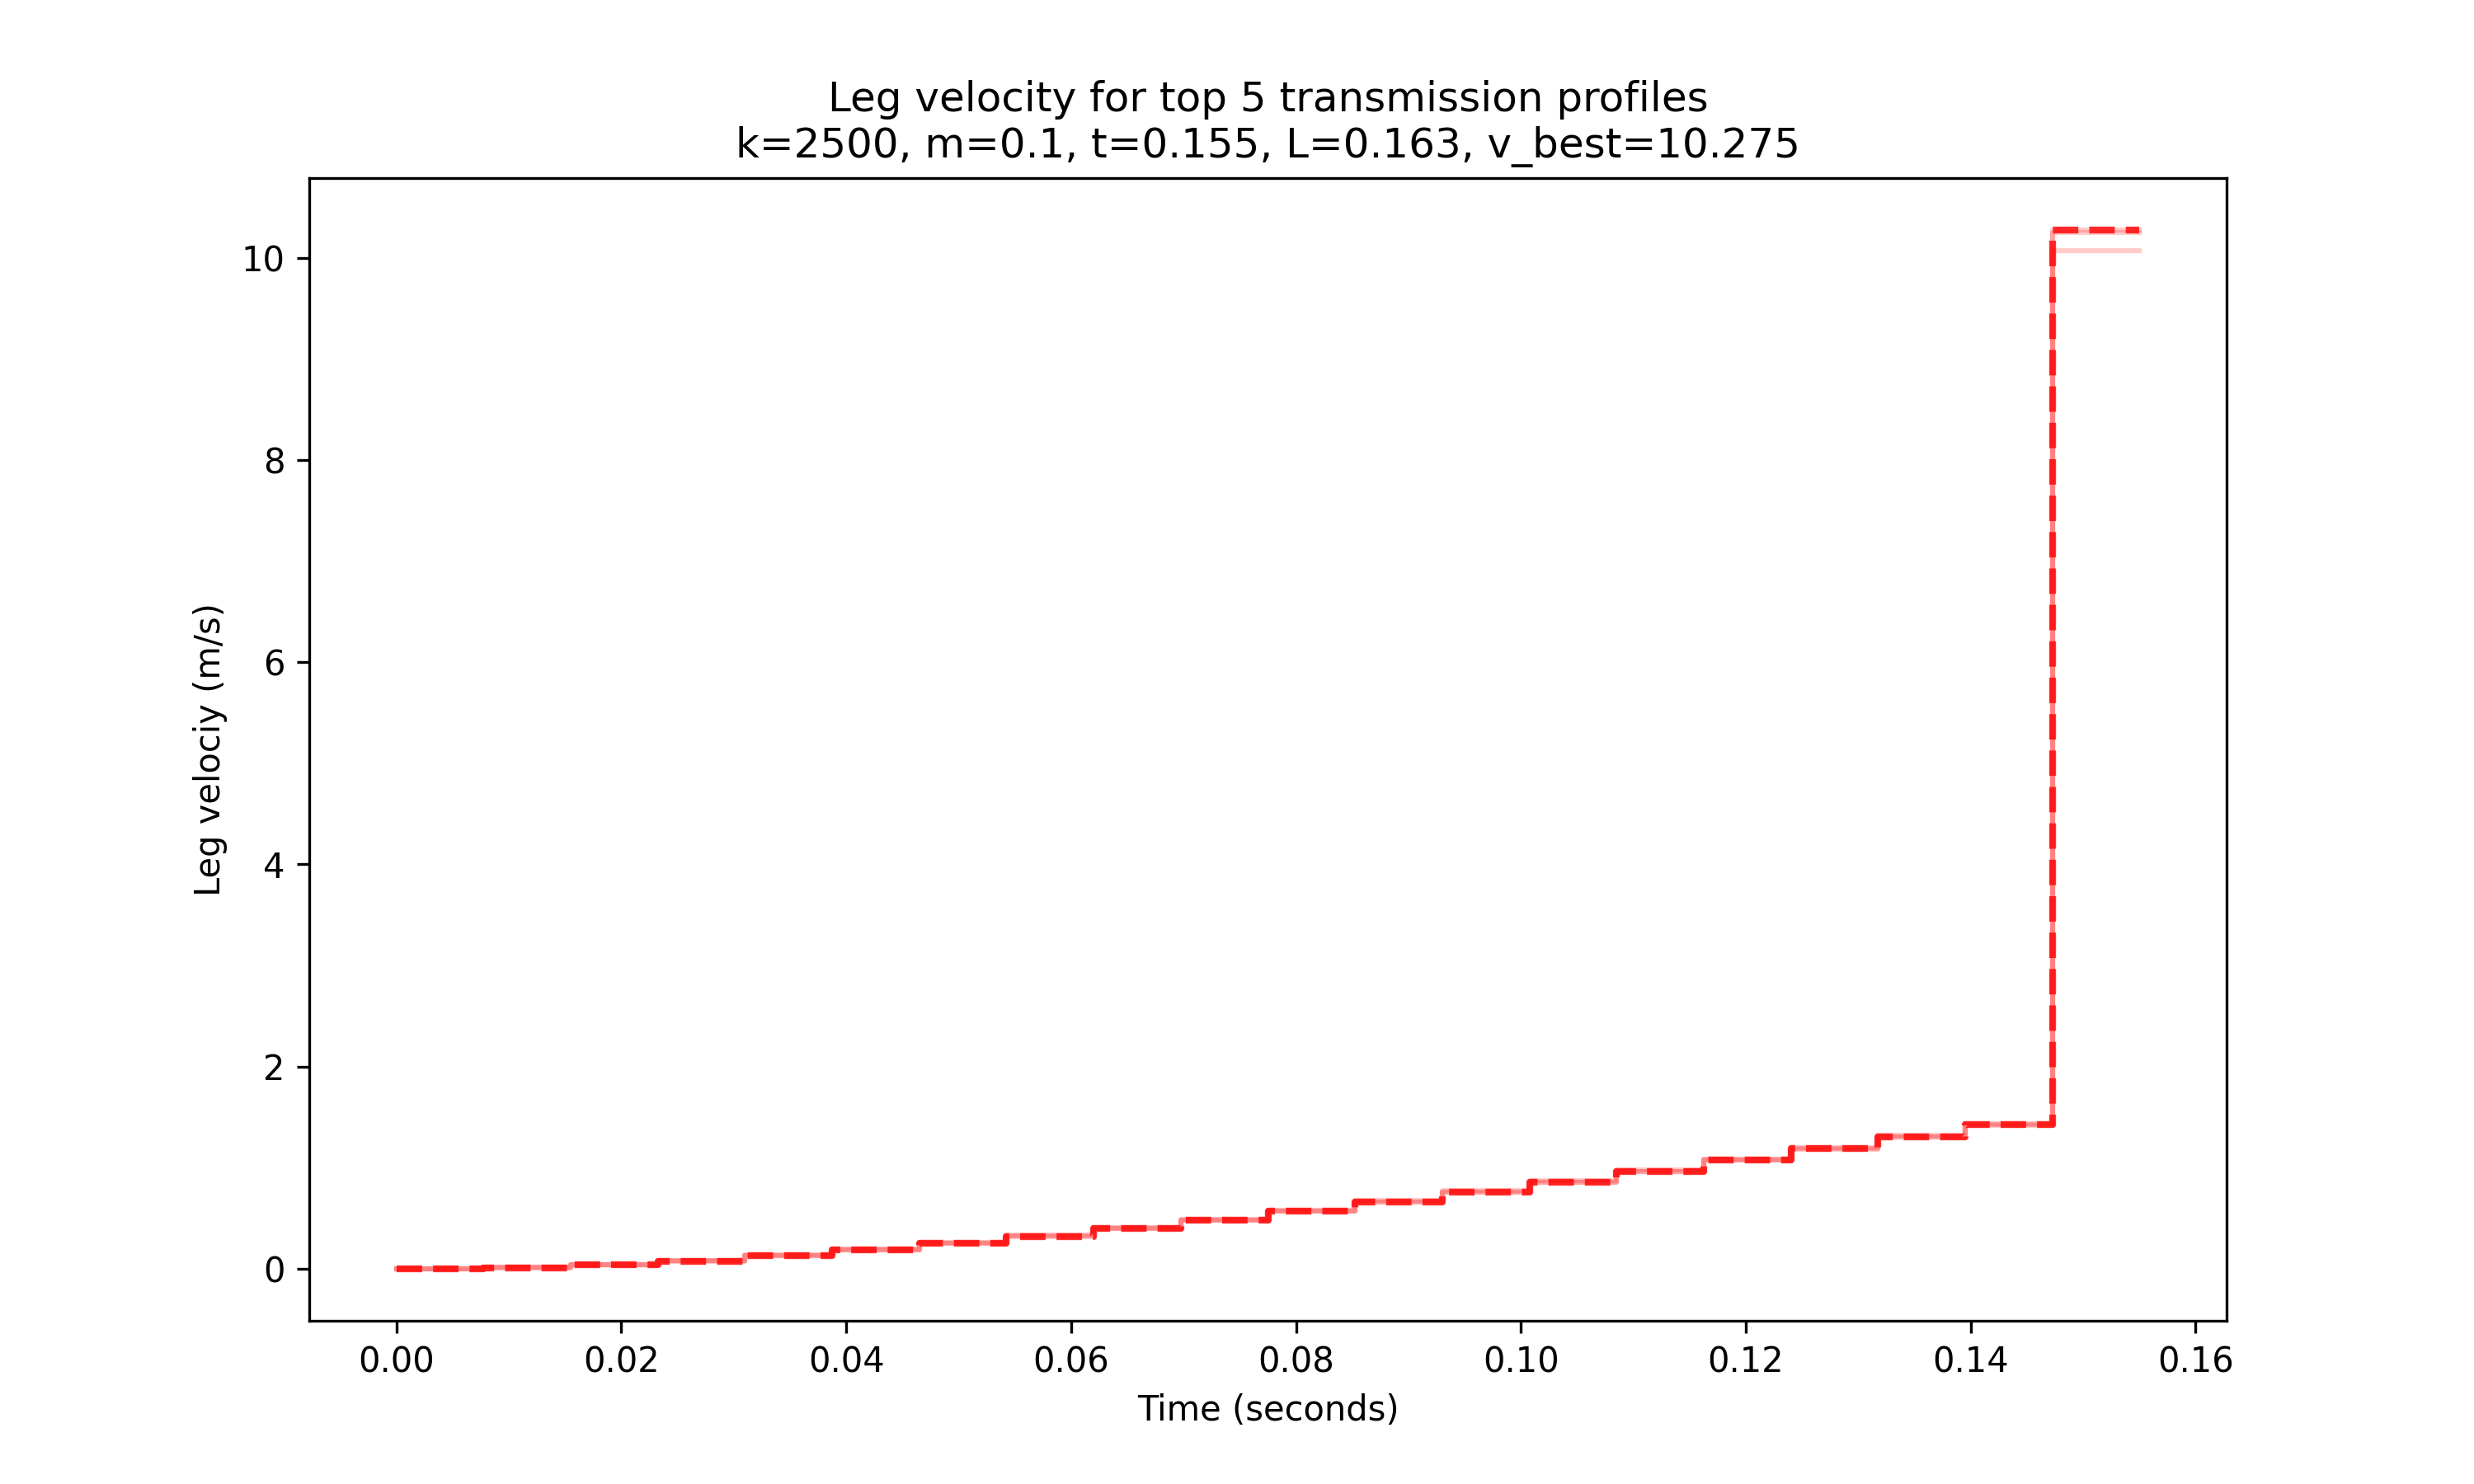 Leg velocity for top 5 transmission profiles
k=2500, m=0.1, t=0.155, L=0.163, v_best=10.275
10
8
6
4
2
0
Leg velociy (m/s)
0.00 0.02 0.04 0.06 0.08 0.10 0.12 0.14 0.16
Time (seconds)